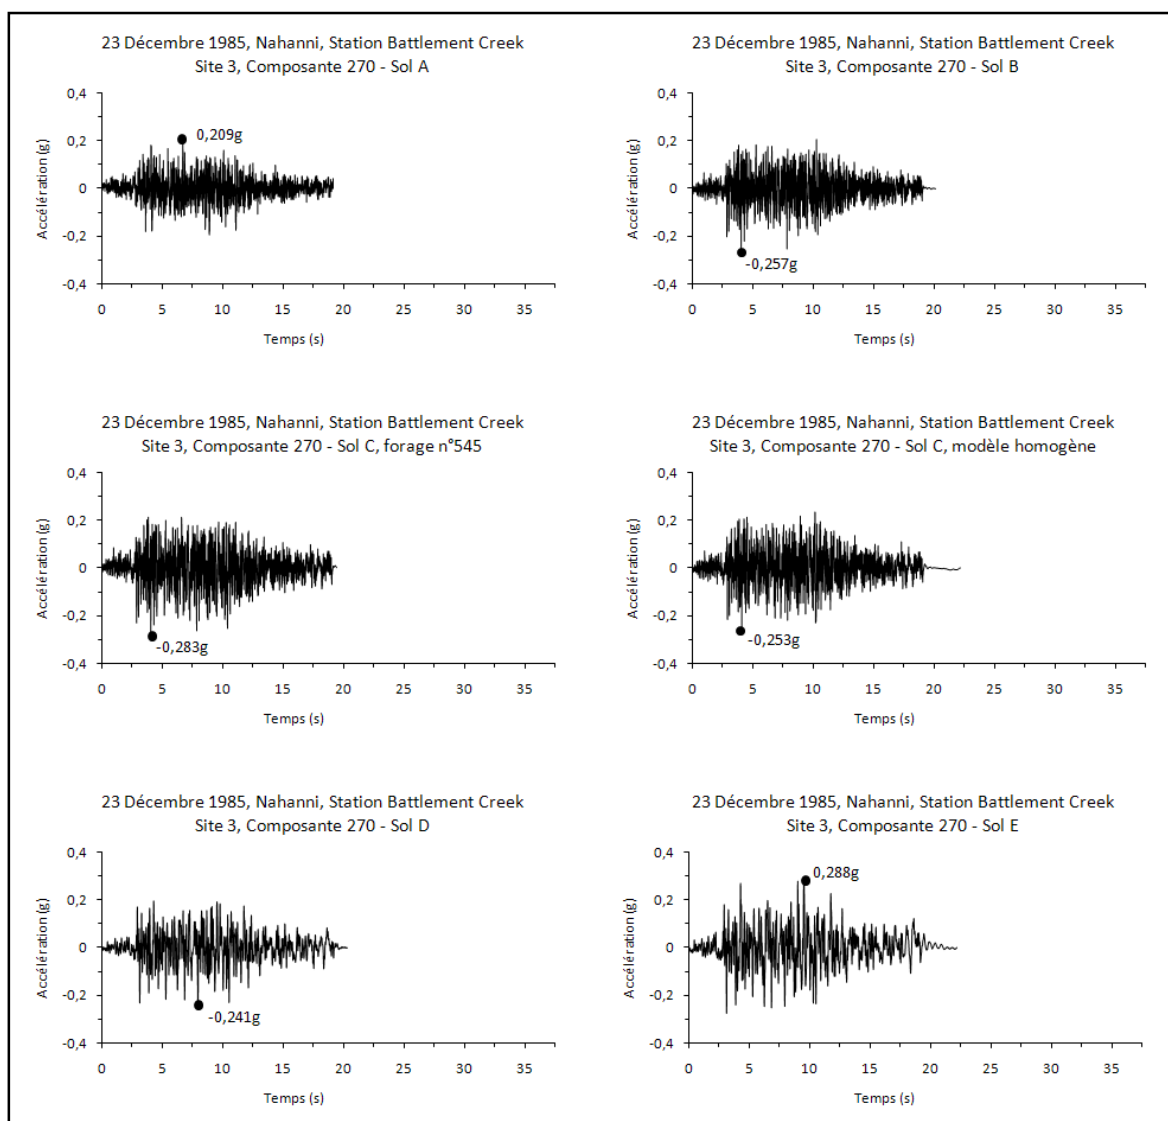 23 Décembre 1985, Nahanni, Station Battlement Creek
Site 3, Composante 270 - Sol A
0,4
0,2
0
-0,2
-0,4
Accélération (g)
0,209g
0 5 10 15 20 25 30 35
Temps (s)
23 Décembre 1985, Nahanni, Station Battlement Creek
Site 3, Composante 270 - Sol B
0,4
0,2
0
-0,2
-0,4
Accélération (g)
-0,257g
0 5 10 15 20 25 30 35
Temps (s)
23 Décembre 1985, Nahanni, Station Battlement Creek
Site 3, Composante 270 - Sol C, forage n°545
0,4
0,2
0
-0,2
-0,4
Accélération (g)
-0,283g
0 5 10 15 20 25 30 35
Temps (s)
23 Décembre 1985, Nahanni, Station Battlement Creek
Site 3, Composante 270 - Sol C, modèle homogène
0,4
0,2
0
-0,2
-0,4
Accélération (g)
-0,253g
0 5 10 15 20 25 30 35
Temps (s)
23 Décembre 1985, Nahanni, Station Battlement Creek
Site 3, Composante 270 - Sol D
0,4
0,2
0
-0,2
-0,4
Accélération (g)
-0,241g
0 5 10 15 20 25 30 35
Temps (s)
23 Décembre 1985, Nahanni, Station Battlement Creek
Site 3, Composante 270 - Sol E
0,4
0,2
0
-0,2
-0,4
Accélération (g)
0,288g
0 5 10 15 20 25 30 35
Temps (s)